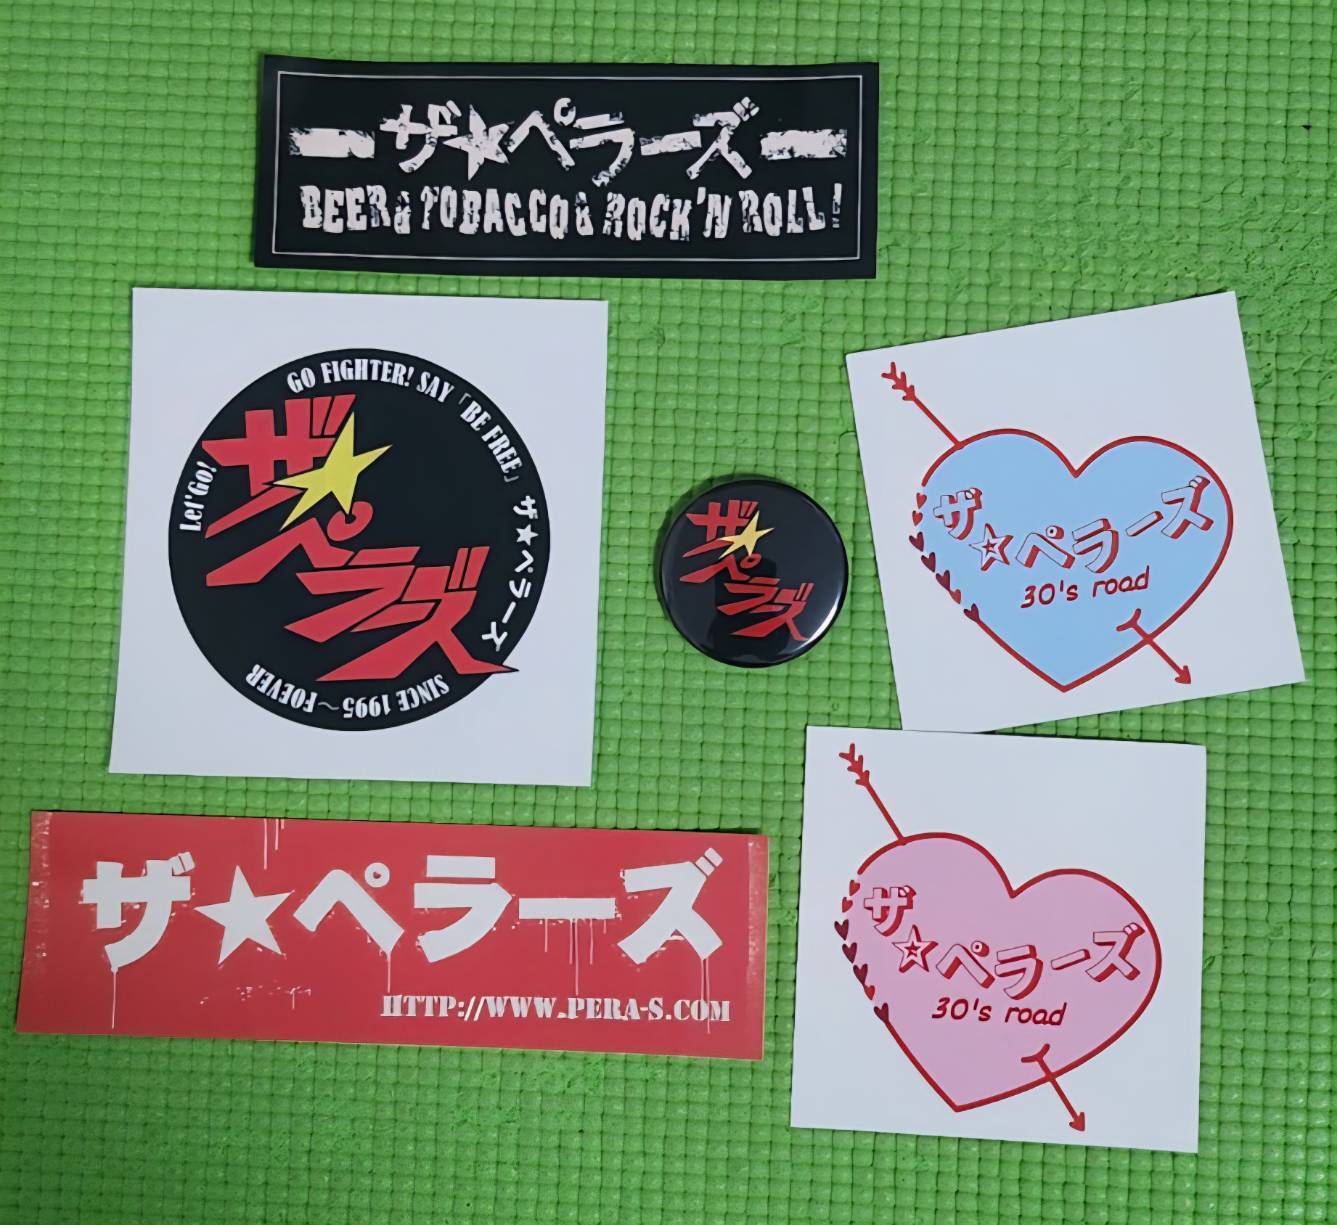 ザ★ペラーズ
BEER & TOBACCO & ROCK'N ROLL!
Let'GO!
GO FIGHTER! SAY「BE FREE」
ザ★ペラーズ
ザ★ペラーズ
SINCE 1995〜FOEVER
ザ★ペラーズ
ザ☆ペラーズ
30's road
ザ★ペラーズ
HTTP://WWW.PERA-S.COM
ザ☆ペラーズ
30's road